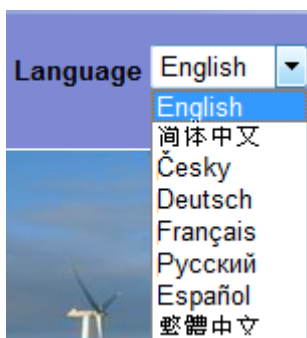 Language English
English
简体中文
Česky
Deutsch
Français
Русский
Español
繁體中文